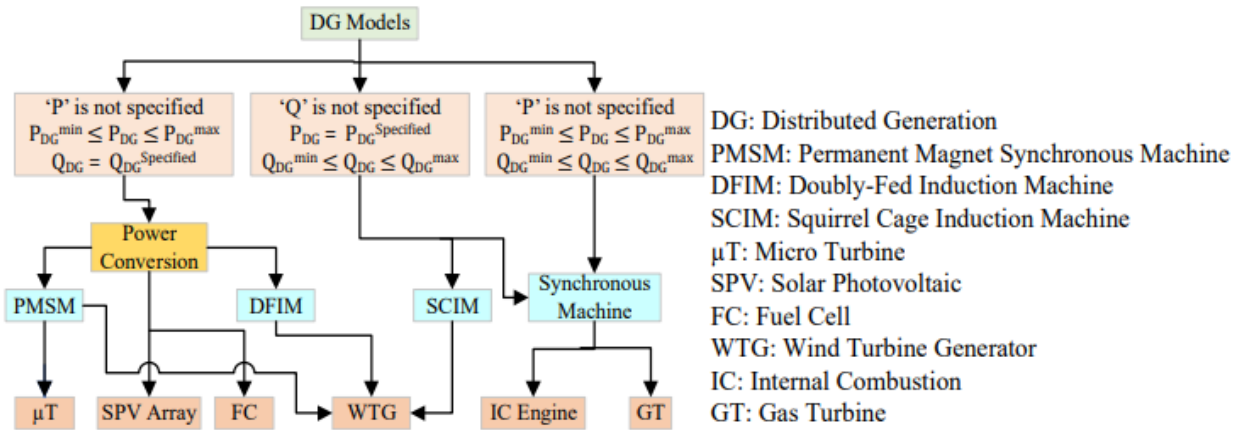 DG Models
‘P’ is not specified
P_DG^min ≤ P_DG ≤ P_DG^max
Q_DG = Q_DG^Specified
‘Q’ is not specified
P_DG = P_DG^Specified
Q_DG^min ≤ Q_DG ≤ Q_DG^max
‘P’ is not specified
P_DG^min ≤ P_DG ≤ P_DG^max
Q_DG^min ≤ Q_DG ≤ Q_DG^max
Power
Conversion
PMSM
DFIM
SCIM
Synchronous
Machine
µT
SPV Array
FC
WTG
IC Engine
GT
DG: Distributed Generation
PMSM: Permanent Magnet Synchronous Machine
DFIM: Doubly-Fed Induction Machine
SCIM: Squirrel Cage Induction Machine
µT: Micro Turbine
SPV: Solar Photovoltaic
FC: Fuel Cell
WTG: Wind Turbine Generator
IC: Internal Combustion
GT: Gas Turbine